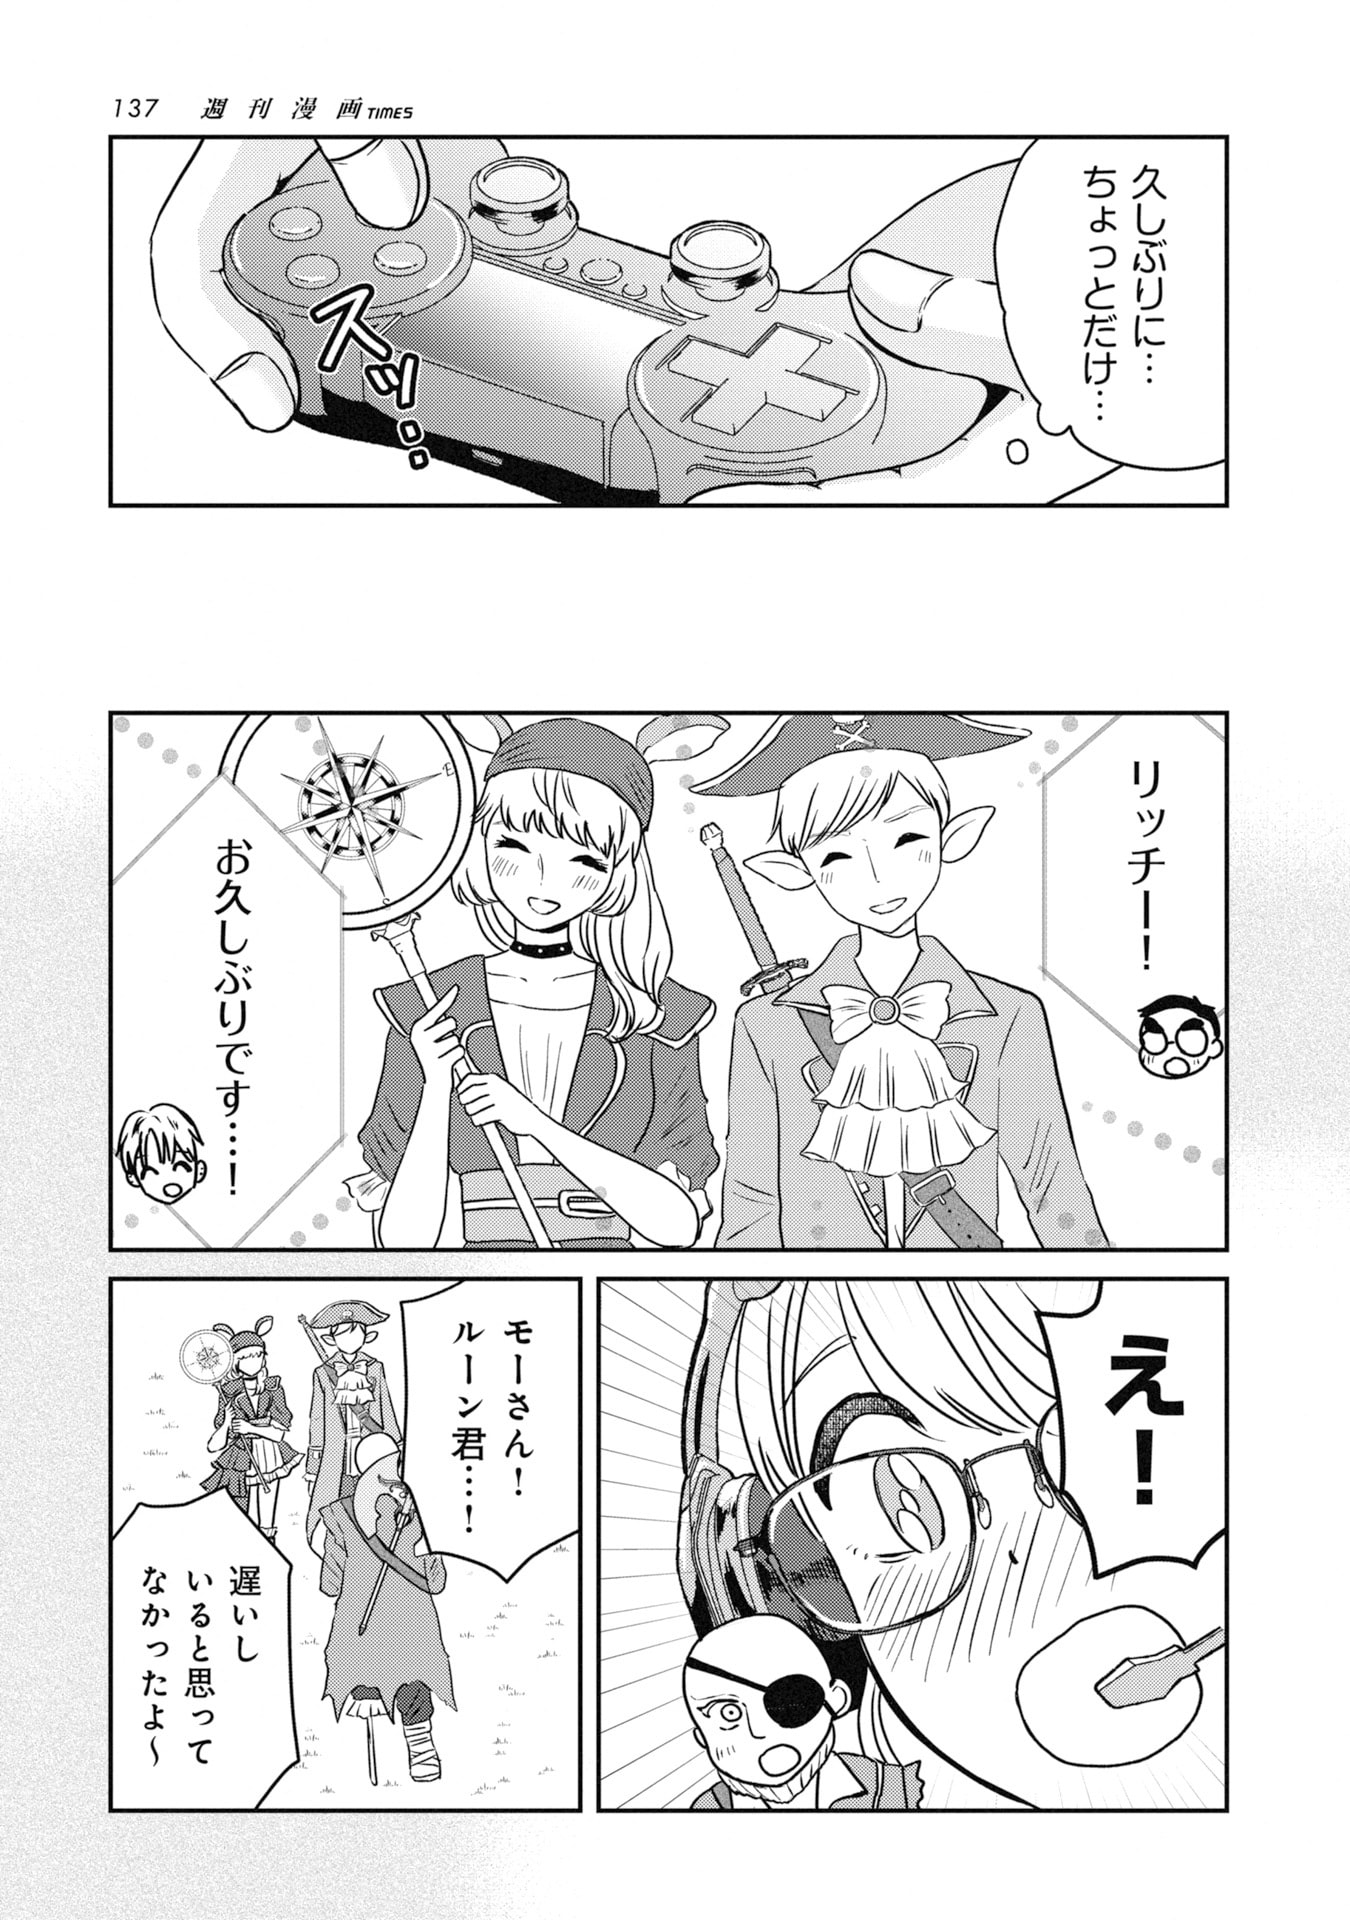 137 週刊漫画TIMES
久しぶりに…
ちょっとだけ…
スッ…
リッチー！
お久しぶりです…！
え！
モーさん！
ルーン君…！
遅いし
いると思って
なかったよ〜